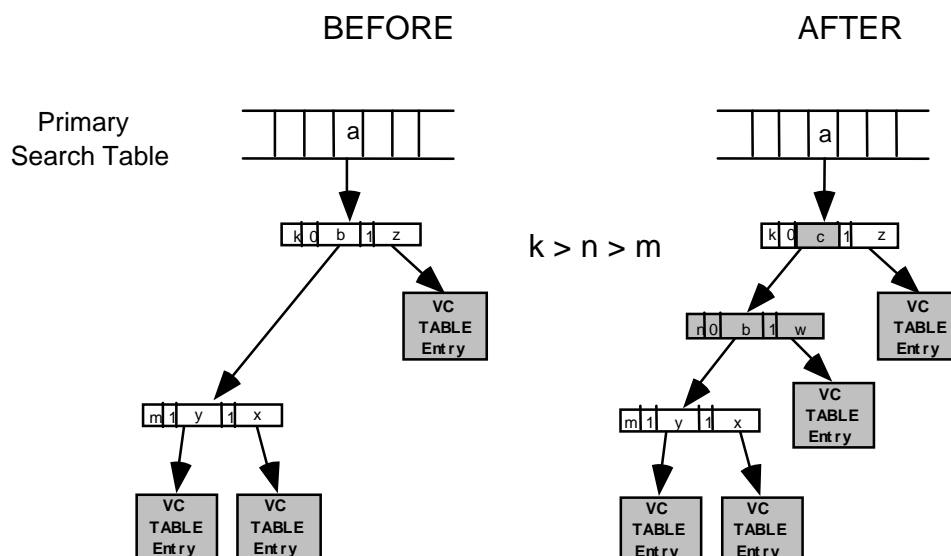 BEFORE
AFTER
Primary
Search Table
a
a
k 0 b 1 z
k > n > m
k 0 c 1 z
VC
TABLE
Entry
VC
TABLE
Entry
n 0 b 1 w
VC
TABLE
Entry
m 1 y 1 x
m 1 y 1 x
VC
TABLE
Entry
VC
TABLE
Entry
VC
TABLE
Entry
VC
TABLE
Entry